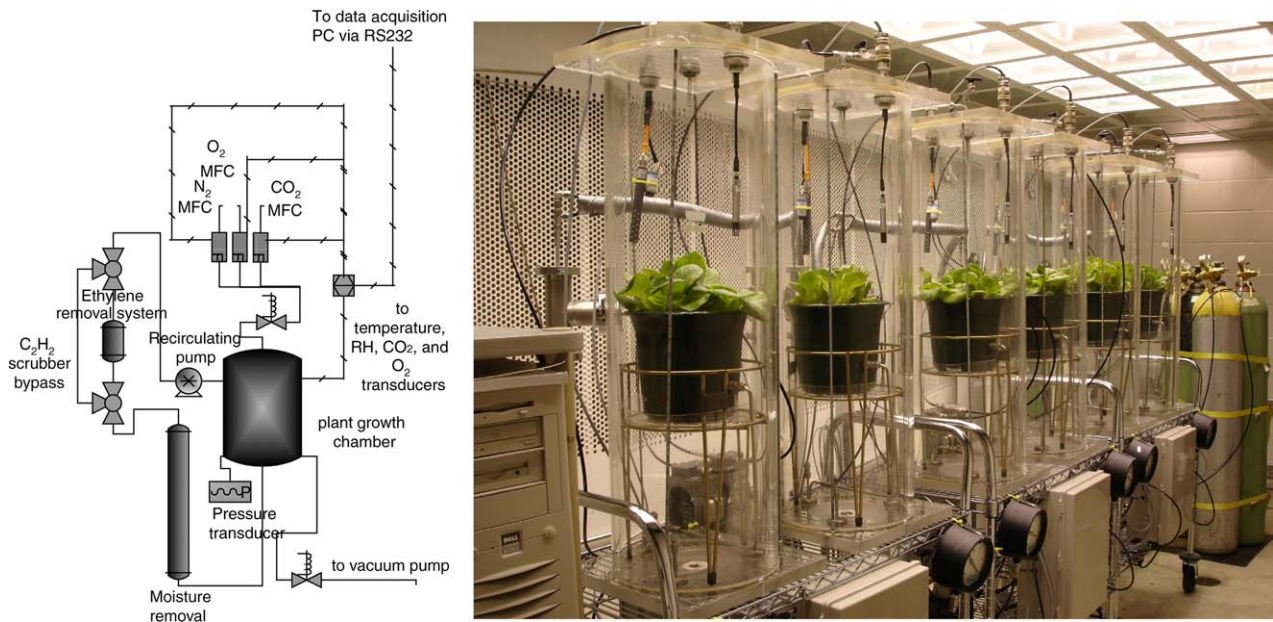 To data acquisition
PC via RS232
O₂
MFC
N₂
MFC
CO₂
MFC
Ethylene
removal system
C₂H₂
scrubber
bypass
Recirculating
pump
to
temperature,
RH, CO₂, and
O₂
transducers
plant growth
chamber
P
Pressure
transducer
to vacuum pump
Moisture
removal
DELL